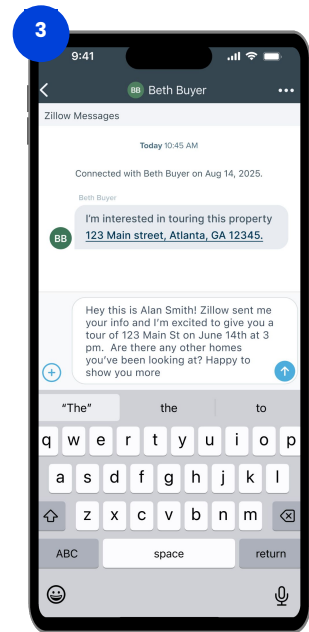 3
9:41
BB Beth Buyer
Zillow Messages
Today 10:45 AM
Connected with Beth Buyer on Aug 14, 2025.
Beth Buyer
BB
I'm interested in touring this property
123 Main street, Atlanta, GA 12345.
Hey this is Alan Smith! Zillow sent me
your info and I'm excited to give you a
tour of 123 Main St on June 14th at 3
pm.  Are there any other homes
you've been looking at? Happy to
show you more
"The" the to
q w e r t y u i o p
a s d f g h j k l
z x c v b n m
ABC space return